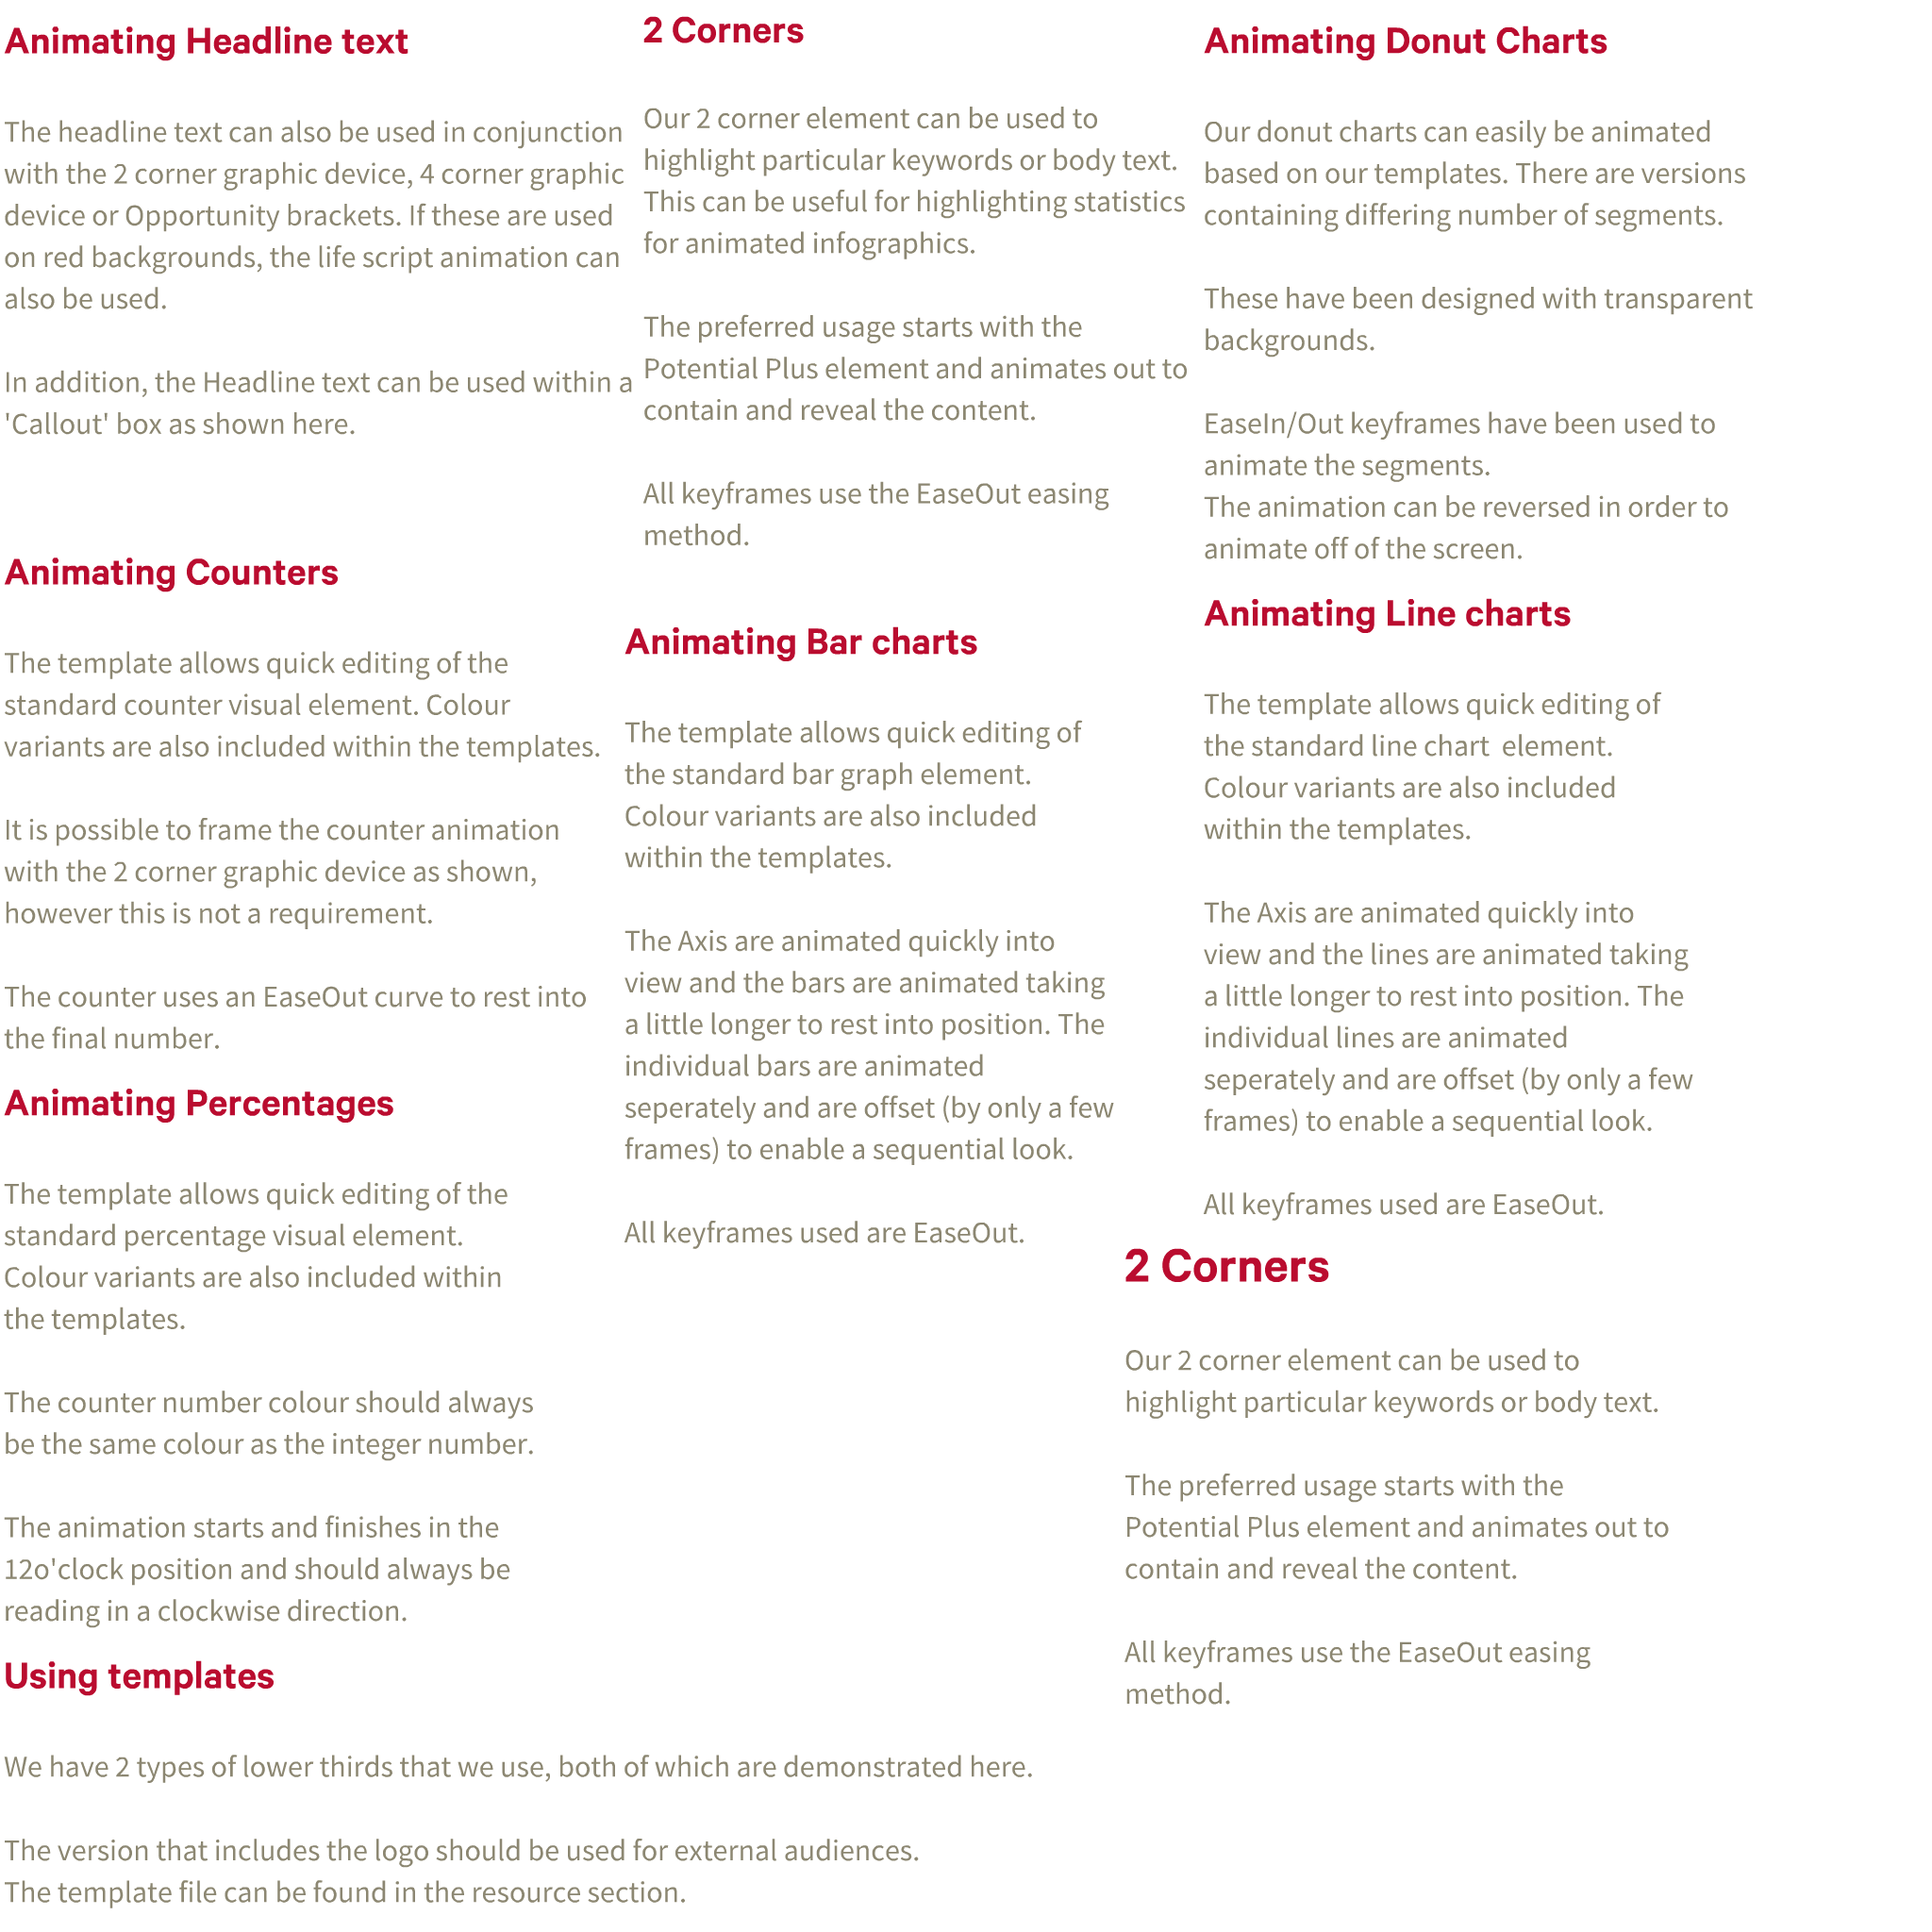 Animating Headline text
The headline text can also be used in conjunction
with the 2 corner graphic device, 4 corner graphic
device or Opportunity brackets. If these are used
on red backgrounds, the life script animation can
also be used.
In addition, the Headline text can be used within a
'Callout' box as shown here.
Animating Counters
The template allows quick editing of the
standard counter visual element. Colour
variants are also included within the templates.
It is possible to frame the counter animation
with the 2 corner graphic device as shown,
however this is not a requirement.
The counter uses an EaseOut curve to rest into
the final number.
Animating Percentages
The template allows quick editing of the
standard percentage visual element.
Colour variants are also included within
the templates.
The counter number colour should always
be the same colour as the integer number.
The animation starts and finishes in the
12o'clock position and should always be
reading in a clockwise direction.
Using templates
We have 2 types of lower thirds that we use, both of which are demonstrated here.
The version that includes the logo should be used for external audiences.
The template file can be found in the resource section.
2 Corners
Our 2 corner element can be used to
highlight particular keywords or body text.
This can be useful for highlighting statistics
for animated infographics.
The preferred usage starts with the
Potential Plus element and animates out to
contain and reveal the content.
All keyframes use the EaseOut easing
method.
Animating Bar charts
The template allows quick editing of
the standard bar graph element.
Colour variants are also included
within the templates.
The Axis are animated quickly into
view and the bars are animated taking
a little longer to rest into position. The
individual bars are animated
seperately and are offset (by only a few
frames) to enable a sequential look.
All keyframes used are EaseOut.
Animating Donut Charts
Our donut charts can easily be animated
based on our templates. There are versions
containing differing number of segments.
These have been designed with transparent
backgrounds.
EaseIn/Out keyframes have been used to
animate the segments.
The animation can be reversed in order to
animate off of the screen.
Animating Line charts
The template allows quick editing of
the standard line chart  element.
Colour variants are also included
within the templates.
The Axis are animated quickly into
view and the lines are animated taking
a little longer to rest into position. The
individual lines are animated
seperately and are offset (by only a few
frames) to enable a sequential look.
All keyframes used are EaseOut.
2 Corners
Our 2 corner element can be used to
highlight particular keywords or body text.
The preferred usage starts with the
Potential Plus element and animates out to
contain and reveal the content.
All keyframes use the EaseOut easing
method.